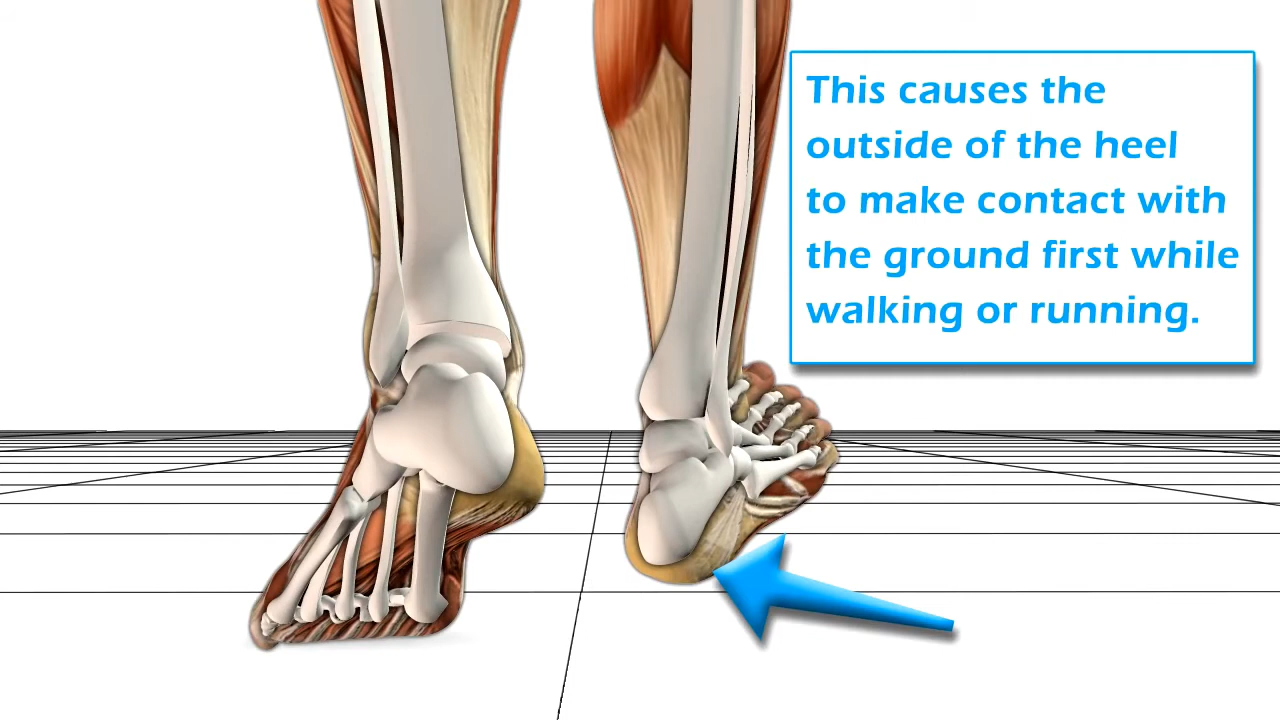 This causes the
outside of the heel
to make contact with
the ground first while
walking or running.